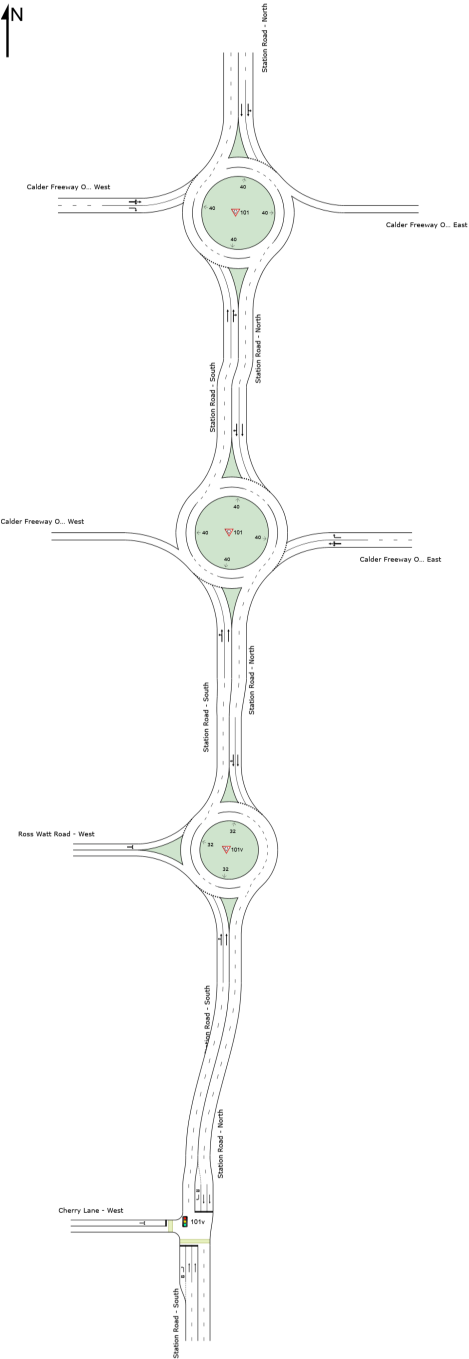 N
Station Road - North
Calder Freeway O... West
40
40
101
40
40
Calder Freeway O... East
Station Road - South
Station Road - North
Calder Freeway O... West
40
40
101
40
40
Calder Freeway O... East
Station Road - South
Station Road - North
Ross Watt Road - West
32
32
101v
32
Station Road - North
Cherry Lane - West
101v
Station Road - South